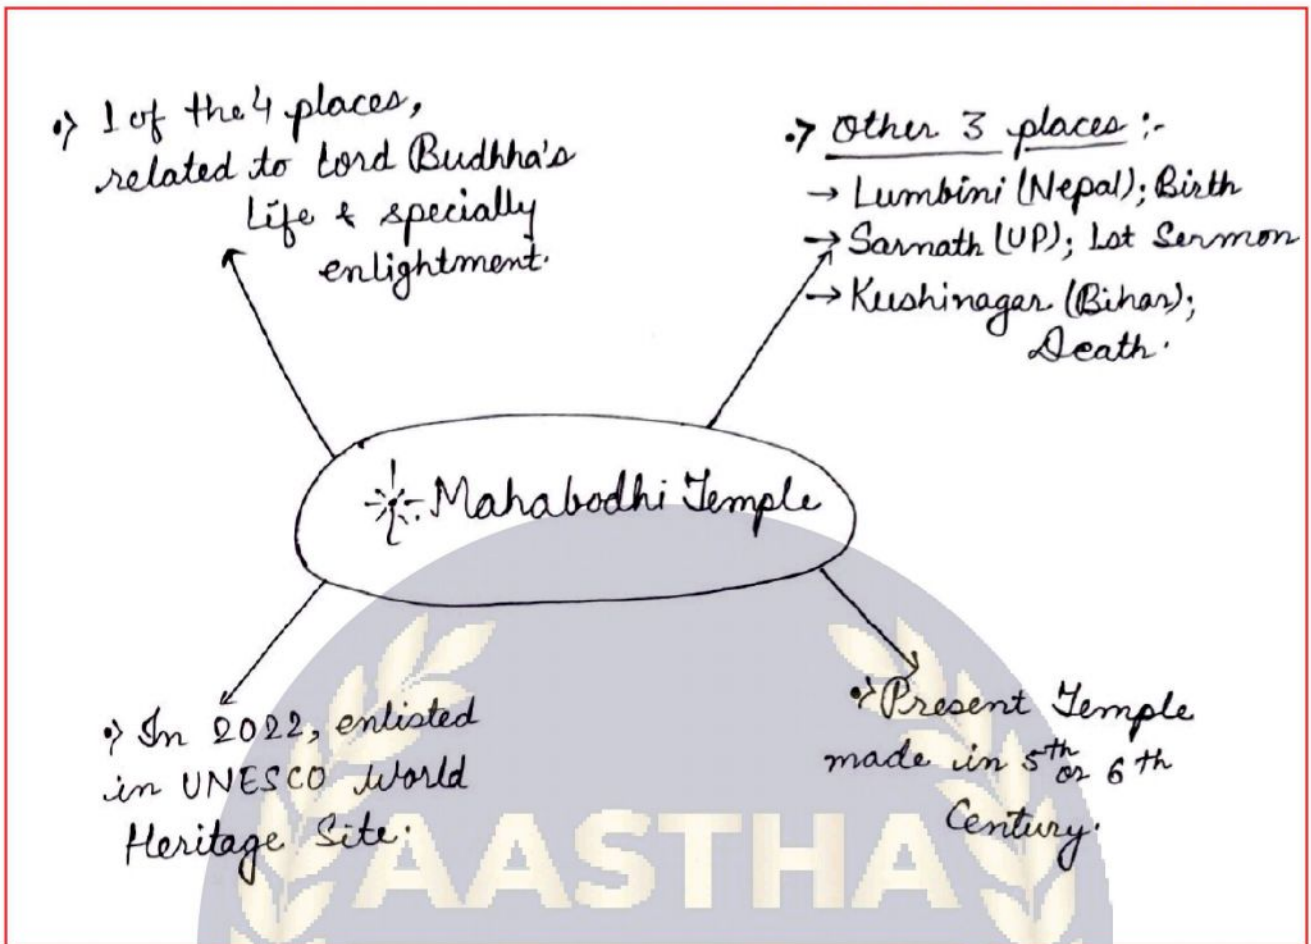 •> 1 of the 4 places,
related to Lord Budhha's
Life & specially
enlightment.
•> Other 3 places :-
→ Lumbini (Nepal); Birth
→ Sarnath (UP); 1st Sermon
→ Kushinagar (Bihar);
Death.
Mahabodhi Temple
•> In 2022, enlisted
in UNESCO World
Heritage Site.
•> Present Temple
made in 5th or 6th
Century.
AASTHA